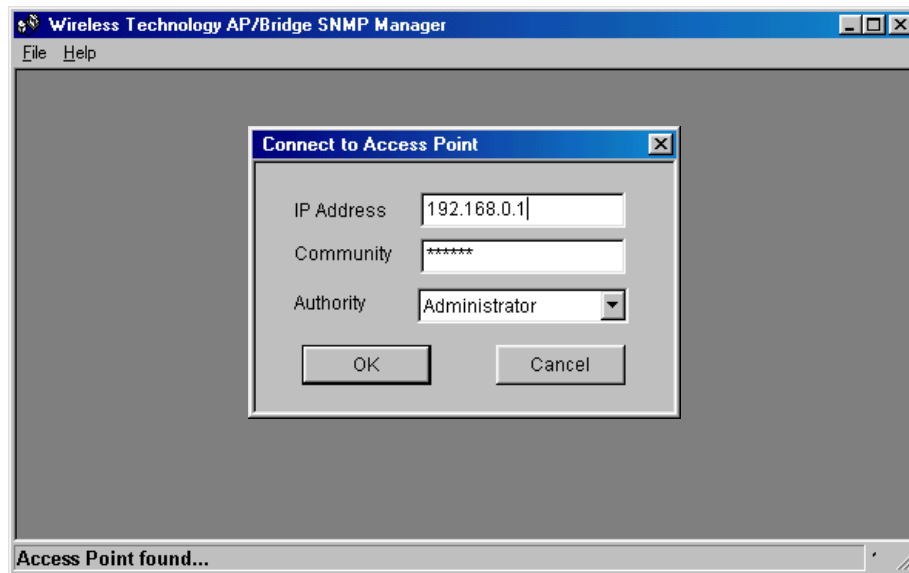 Wireless Technology AP/Bridge SNMP Manager
File Help
Connect to Access Point
IP Address 192.168.0.1
Community ******
Authority Administrator
OK Cancel
Access Point found...